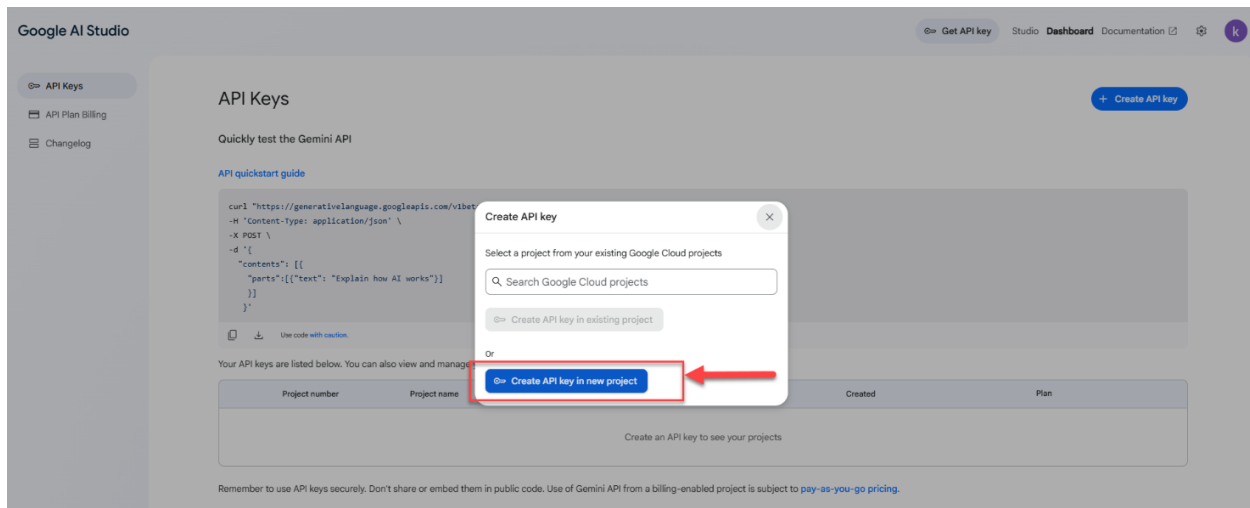 Google AI Studio
Get API key
Studio Dashboard Documentation
k
API Keys
API Plan Billing
Changelog
API Keys
+ Create API key
Quickly test the Gemini API
API quickstart guide
curl "https://generativelanguage.googleapis.com/v1bet
-H 'Content-Type: application/json' \
-X POST \
-d '{
"contents": [{
"parts":[{"text": "Explain how AI works"}]
}]
}'
Use code with caution.
Create API key
Select a project from your existing Google Cloud projects
Search Google Cloud projects
Create API key in existing project
Or
Create API key in new project
Your API keys are listed below. You can also view and manage
Project number Project name Created Plan
Create an API key to see your projects
Remember to use API keys securely. Don't share or embed them in public code. Use of Gemini API from a billing-enabled project is subject to pay-as-you-go pricing.